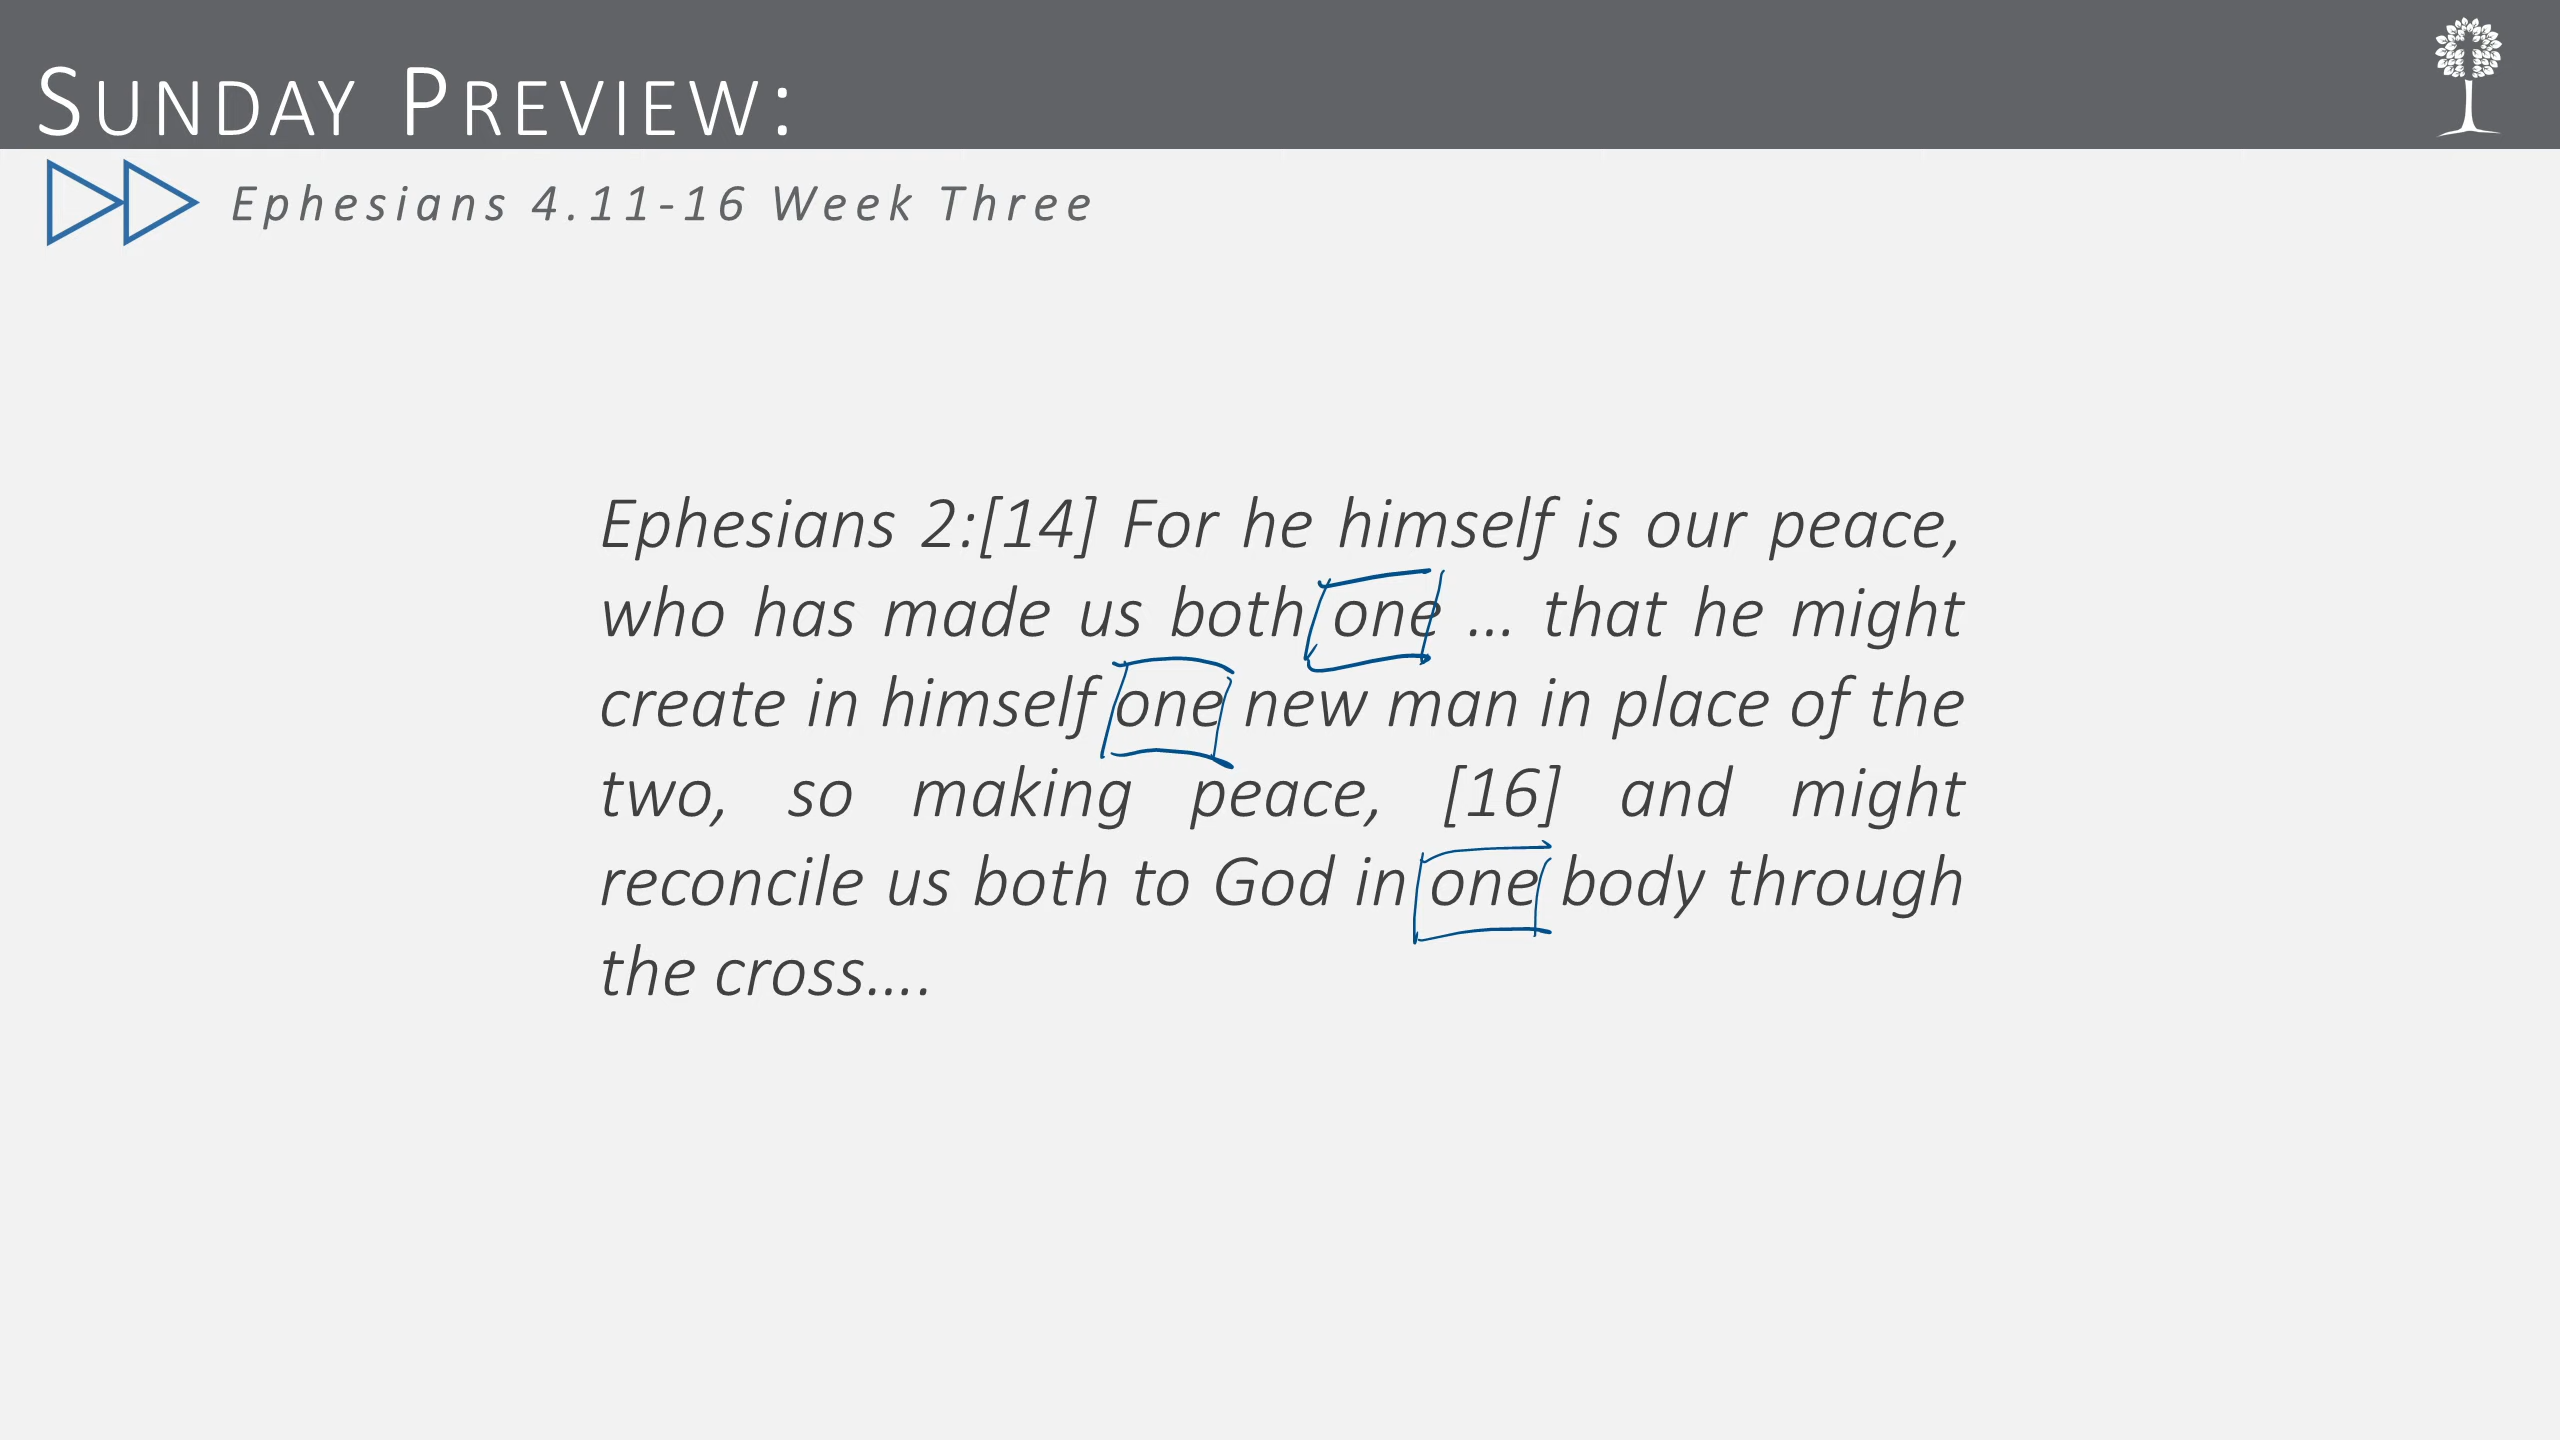 SUNDAY PREVIEW:
Ephesians 4.11-16 Week Three
Ephesians 2:[14] For he himself is our peace,
who has made us both one … that he might
create in himself one new man in place of the
two, so making peace, [16] and might
reconcile us both to God in one body through
the cross….